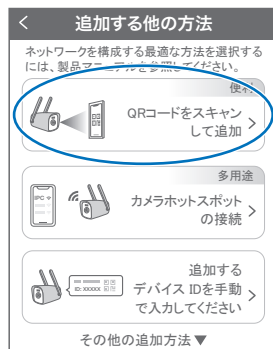 < 追加する他の方法
ネットワークを構成する最適な方法を選択する
には、製品マニュアルを参照してください。
便利
QRコードをスキャン
して追加 >
多用途
IPC
カメラホットスポット
の接続 >
追加する
ID: XXXXX
デバイス IDを手動 >
で入力してください
その他の追加方法▼